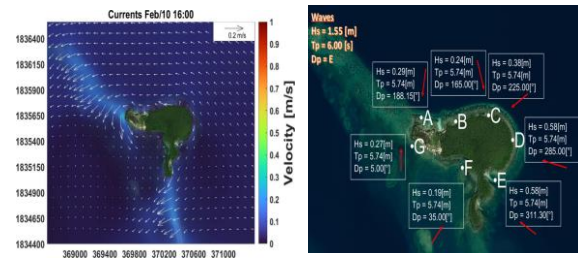 Currents Feb/10 16:00
0.2 m/s
1836400
1835950
1835650
1835350
1835150
1834900
1834650
1834400
369000 369400 369800 370200 370600 371000
1
0.9
0.8
0.7
0.6
0.5
0.4
0.3
0.2
0.1
0
Velocity [m/s]
Waves
Hs = 1.55 [m]
Tp = 6.00 [s]
Dp = E
Hs = 0.29[m]
Tp = 5.74[m]
Dp = 188.15[°]
Hs = 0.24[m]
Tp = 5.74[m]
Dp = 165.00[°]
Hs = 0.38[m]
Tp = 5.74[m]
Dp = 225.00[°]
A
B
C
D
Hs = 0.58[m]
Tp = 5.74[m]
Dp = 285.00[°]
Hs = 0.27[m]
Tp = 5.74[m]
Dp = 5.00[°]
G
F
E
Hs = 0.19[m]
Tp = 5.74[m]
Dp = 35.00[°]
Hs = 0.58[m]
Tp = 5.74[m]
Dp = 311.30[°]